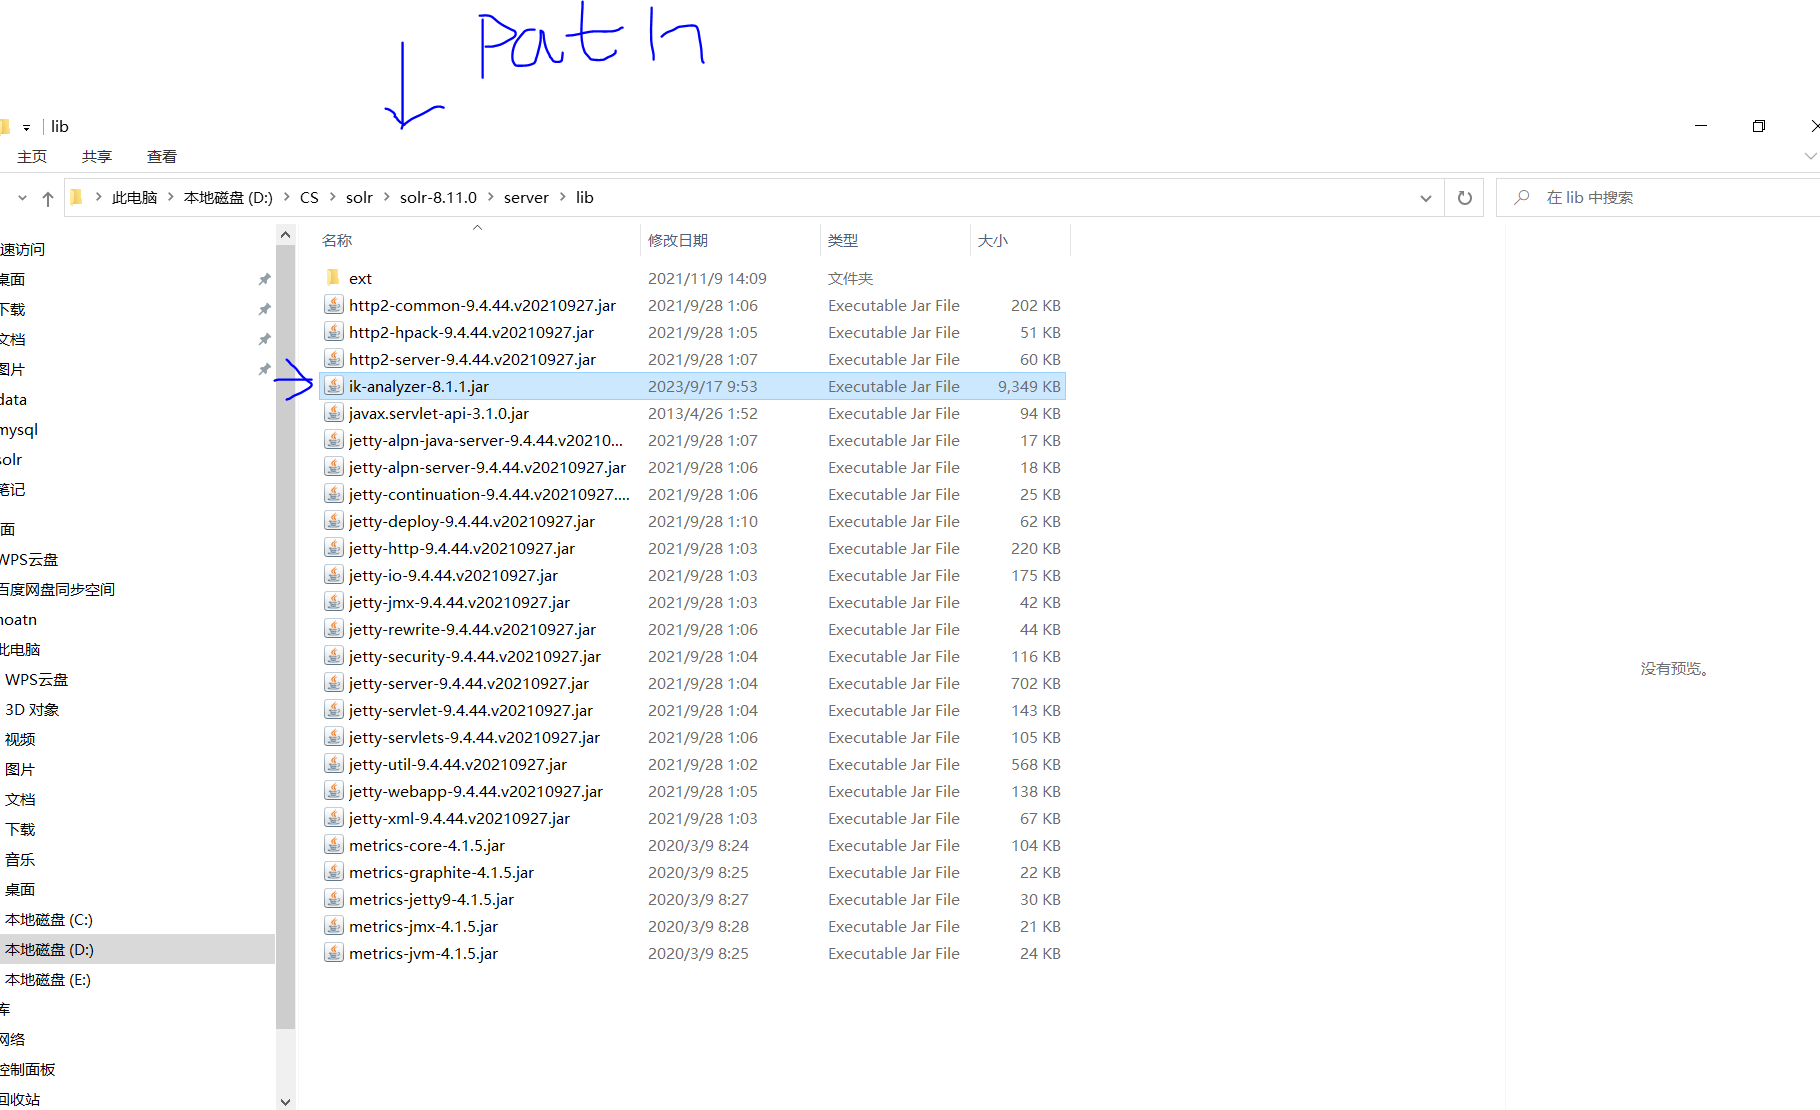 Path
lib
主页 共享 查看
此电脑 > 本地磁盘 (D:) > CS > solr > solr-8.11.0 > server > lib
在 lib 中搜索
速访问
桌面
下载
文档
图片
data
mysql
solr
笔记
面
WPS云盘
百度网盘同步空间
noatn
此电脑
WPS云盘
3D 对象
视频
图片
文档
下载
音乐
桌面
本地磁盘 (C:)
本地磁盘 (D:)
本地磁盘 (E:)
库
网络
控制面板
回收站
名称 修改日期 类型 大小
ext 2021/11/9 14:09 文件夹
http2-common-9.4.44.v20210927.jar 2021/9/28 1:06 Executable Jar File 202 KB
http2-hpack-9.4.44.v20210927.jar 2021/9/28 1:05 Executable Jar File 51 KB
http2-server-9.4.44.v20210927.jar 2021/9/28 1:07 Executable Jar File 60 KB
ik-analyzer-8.1.1.jar 2023/9/17 9:53 Executable Jar File 9,349 KB
javax.servlet-api-3.1.0.jar 2013/4/26 1:52 Executable Jar File 94 KB
jetty-alpn-java-server-9.4.44.v20210... 2021/9/28 1:07 Executable Jar File 17 KB
jetty-alpn-server-9.4.44.v20210927.jar 2021/9/28 1:06 Executable Jar File 18 KB
jetty-continuation-9.4.44.v20210927.... 2021/9/28 1:06 Executable Jar File 25 KB
jetty-deploy-9.4.44.v20210927.jar 2021/9/28 1:10 Executable Jar File 62 KB
jetty-http-9.4.44.v20210927.jar 2021/9/28 1:03 Executable Jar File 220 KB
jetty-io-9.4.44.v20210927.jar 2021/9/28 1:03 Executable Jar File 175 KB
jetty-jmx-9.4.44.v20210927.jar 2021/9/28 1:03 Executable Jar File 42 KB
jetty-rewrite-9.4.44.v20210927.jar 2021/9/28 1:06 Executable Jar File 44 KB
jetty-security-9.4.44.v20210927.jar 2021/9/28 1:04 Executable Jar File 116 KB
jetty-server-9.4.44.v20210927.jar 2021/9/28 1:04 Executable Jar File 702 KB
jetty-servlet-9.4.44.v20210927.jar 2021/9/28 1:04 Executable Jar File 143 KB
jetty-servlets-9.4.44.v20210927.jar 2021/9/28 1:06 Executable Jar File 105 KB
jetty-util-9.4.44.v20210927.jar 2021/9/28 1:02 Executable Jar File 568 KB
jetty-webapp-9.4.44.v20210927.jar 2021/9/28 1:05 Executable Jar File 138 KB
jetty-xml-9.4.44.v20210927.jar 2021/9/28 1:03 Executable Jar File 67 KB
metrics-core-4.1.5.jar 2020/3/9 8:24 Executable Jar File 104 KB
metrics-graphite-4.1.5.jar 2020/3/9 8:25 Executable Jar File 22 KB
metrics-jetty9-4.1.5.jar 2020/3/9 8:27 Executable Jar File 30 KB
metrics-jmx-4.1.5.jar 2020/3/9 8:28 Executable Jar File 21 KB
metrics-jvm-4.1.5.jar 2020/3/9 8:25 Executable Jar File 24 KB
没有预览。